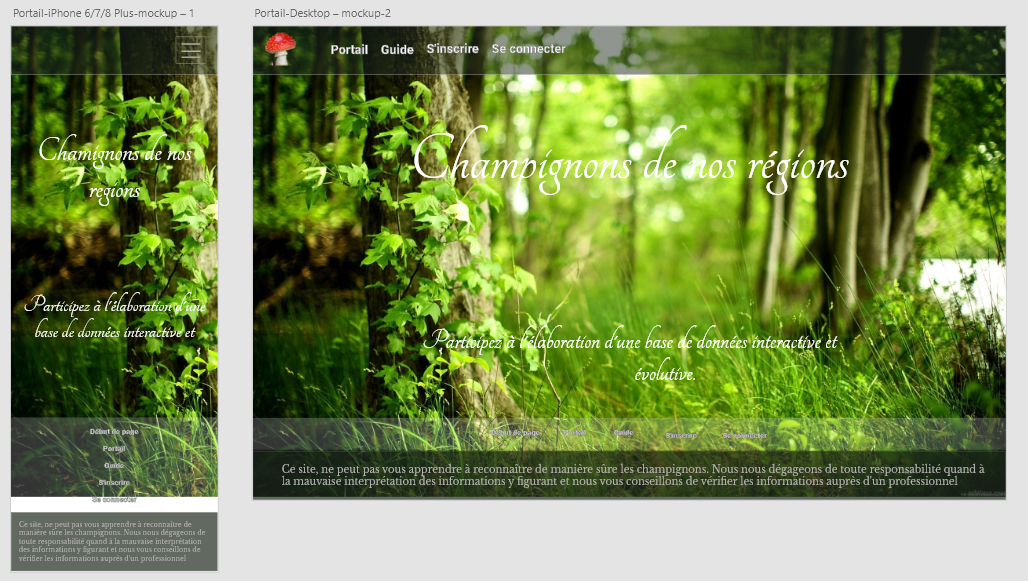 Portail-iPhone 6/7/8 Plus-mockup – 1
Chamignons de nos
régions
Participez à l'élaboration d'une
base de données interactive et
Début de page
Portail
Guide
S'inscrire
Se connecter
Ce site, ne peut pas vous apprendre à reconnaître de
manière sûre les champignons. Nous nous dégageons de
toute responsabilité quand à la mauvaise interprétation
des informations y figurant et nous vous conseillons de
vérifier les informations auprés d'un professionnel
Portail-Desktop – mockup-2
Portail Guide S'inscrire Se connecter
Champignons de nos régions
Participez à l'élaboration d'une base de données interactive et
évolutive.
Début de page Portail Guide S'inscrire Se connecter
Ce site, ne peut pas vous apprendre à reconnaître de manière sûre les champignons. Nous nous dégageons de toute responsabilité quand à
la mauvaise interprétation des informations y figurant et nous vous conseillons de vérifier les informations auprés d'un professionnel